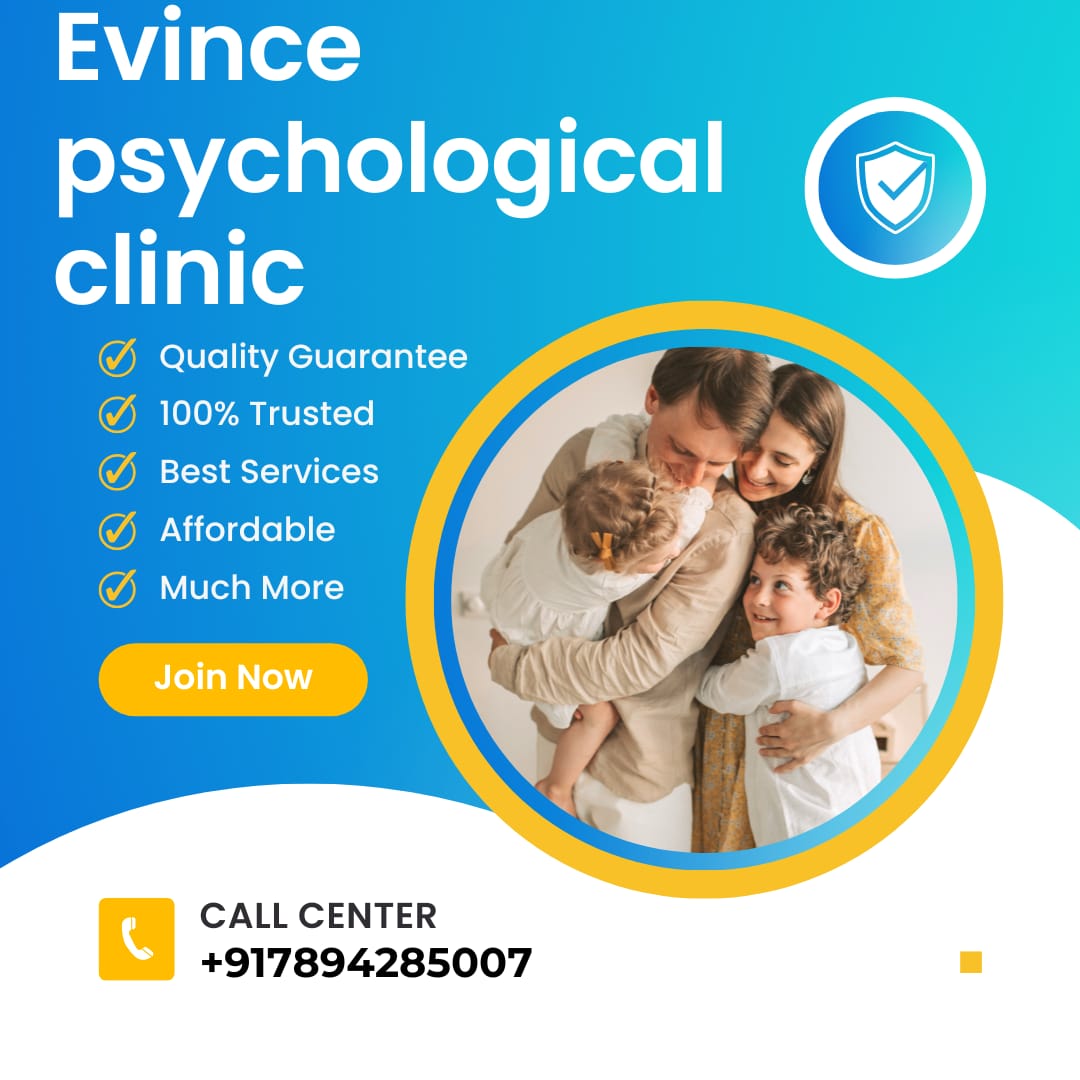 Evince
psychological
clinic
Quality Guarantee
100% Trusted
Best Services
Affordable
Much More
Join Now
CALL CENTER
+917894285007